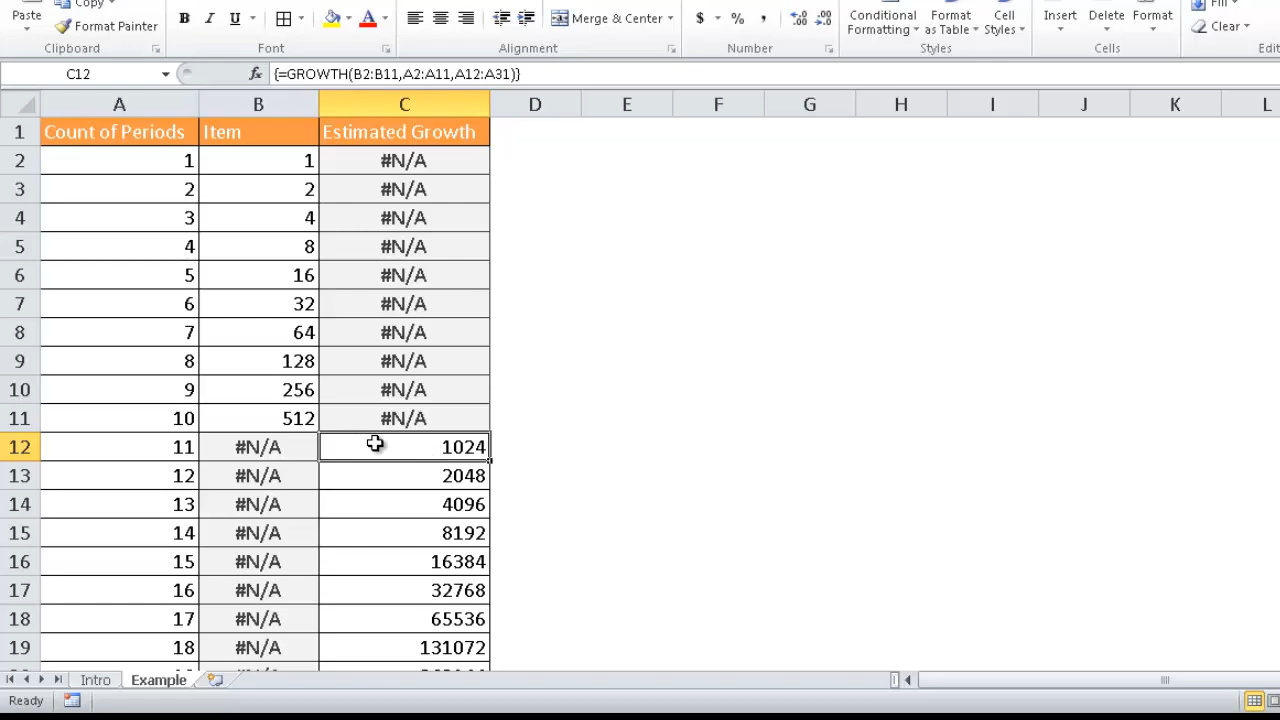 Paste Copy Format Painter B I U Merge & Center $ % , Conditional Formatting Format as Table Cell Styles Insert Delete Format Fill Clear
Clipboard Font Alignment Number Styles Cells Edit
C12 fx {=GROWTH(B2:B11,A2:A11,A12:A31)}
A B C D E F G H I J K L
1 Count of Periods Item Estimated Growth
2 1 1 #N/A
3 2 2 #N/A
4 3 4 #N/A
5 4 8 #N/A
6 5 16 #N/A
7 6 32 #N/A
8 7 64 #N/A
9 8 128 #N/A
10 9 256 #N/A
11 10 512 #N/A
12 11 #N/A 1024
13 12 #N/A 2048
14 13 #N/A 4096
15 14 #N/A 8192
16 15 #N/A 16384
17 16 #N/A 32768
18 17 #N/A 65536
19 18 #N/A 131072
Intro Example
Ready